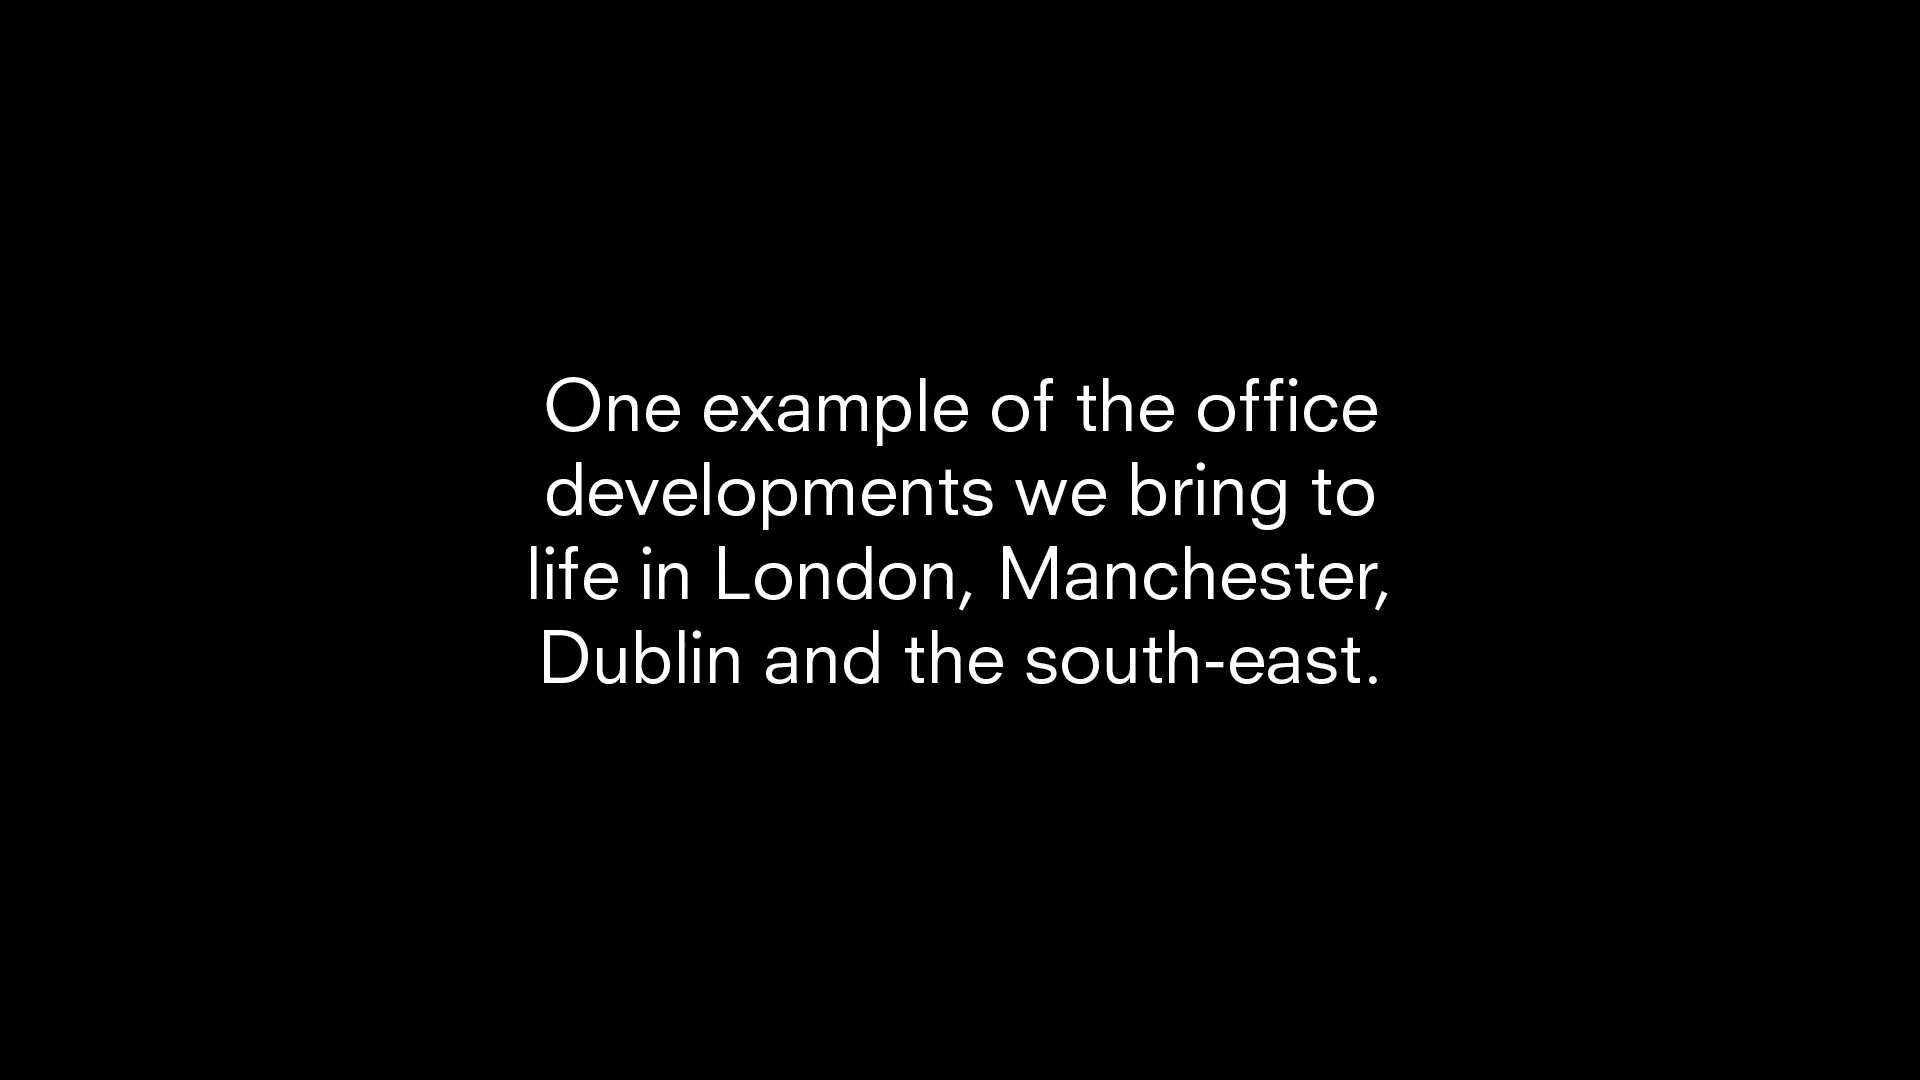 One example of the office
developments we bring to
life in London, Manchester,
Dublin and the south-east.